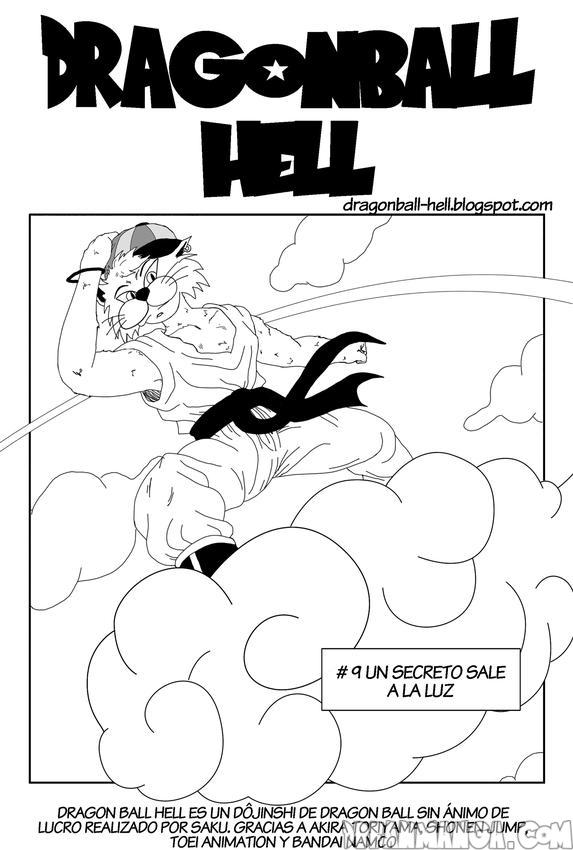 DRAGONBALL
HELL
dragonball-hell.blogspot.com
# 9 UN SECRETO SALE
A LA LUZ
DRAGON BALL HELL ES UN DÔJINSHI DE DRAGON BALL SIN ÁNIMO DE
LUCRO REALIZADO POR SAKU. GRACIAS A AKIRA TORIYAMA, SHONEN JUMP,
TOEI ANIMATION Y BANDAI NAMCO